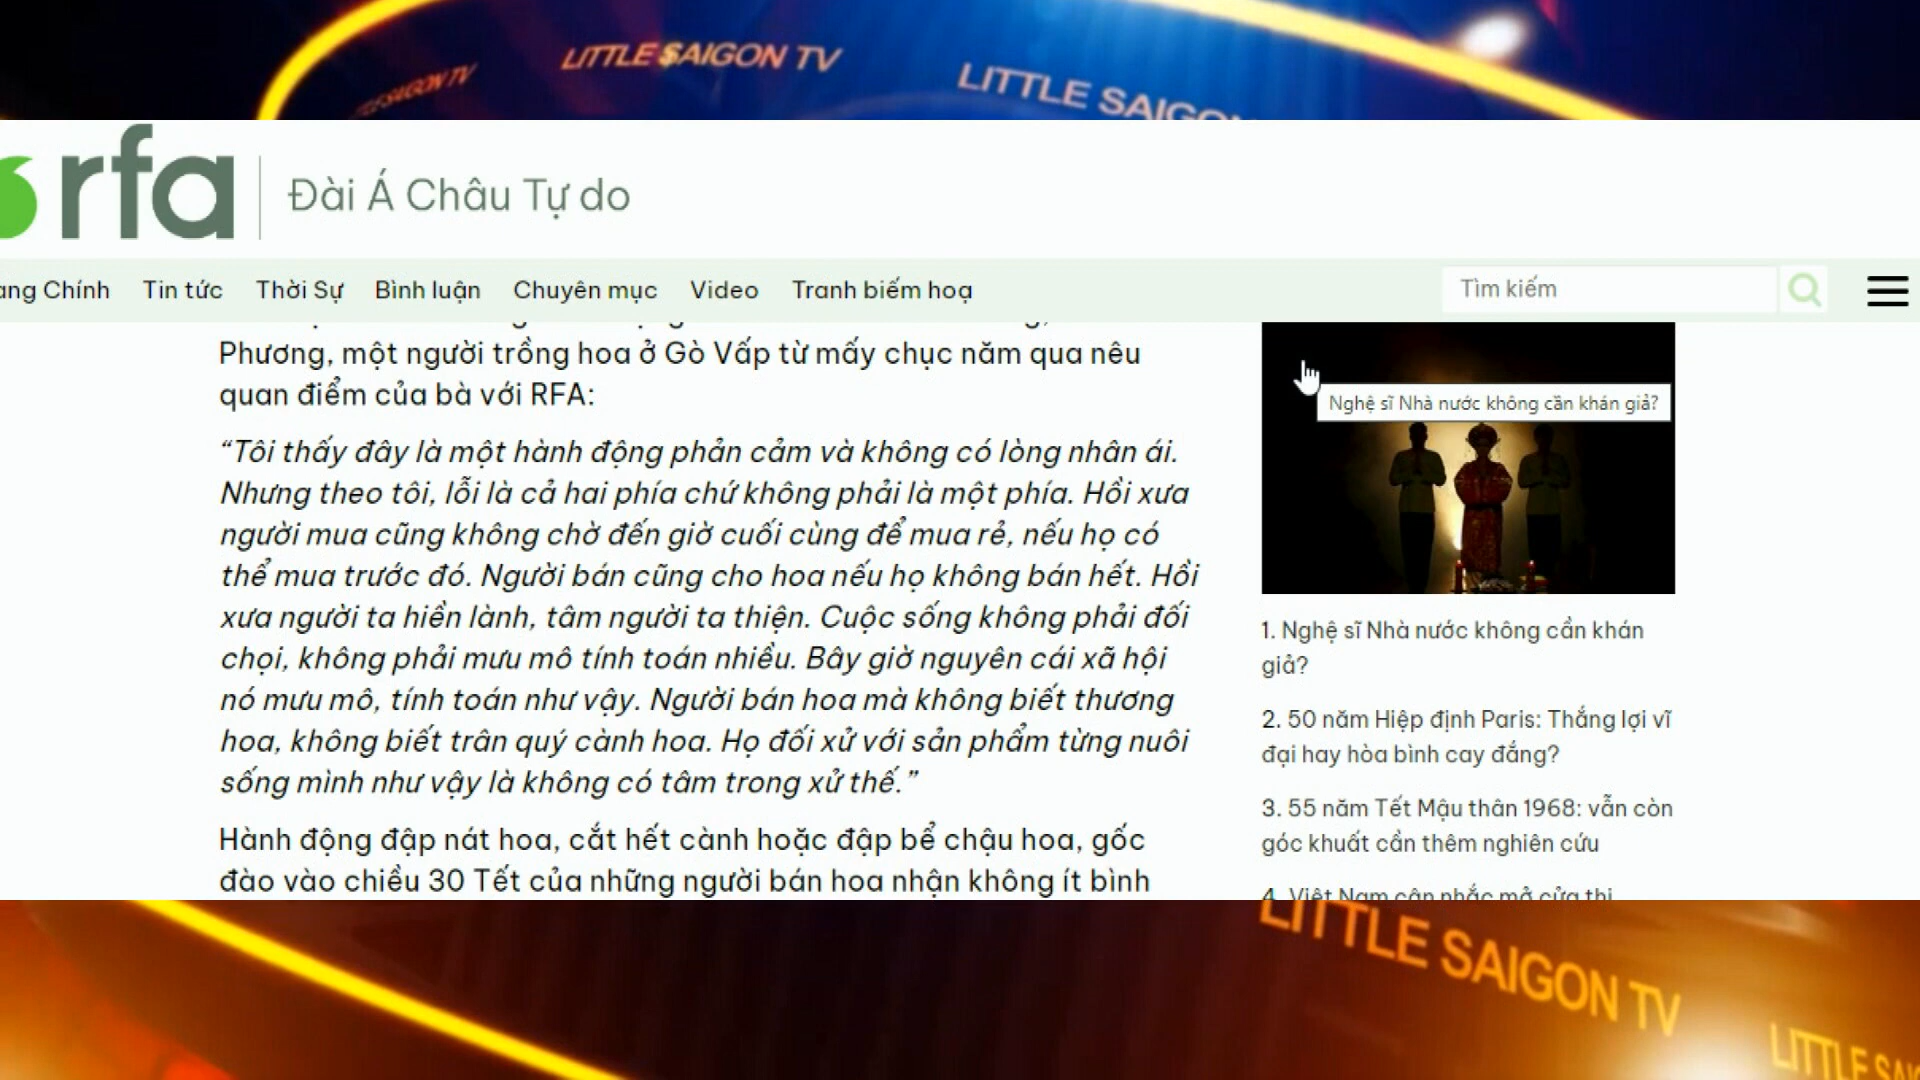 LITTLE SAIGON TV
LITTLE SAIGON TV
LITTLE SAIGON
rfa
Đài Á Châu Tự do
Chính
Tin tức
Thời Sự
Bình luận
Chuyên mục
Video
Tranh biếm hoạ
Tìm kiếm
Phương, một người trồng hoa ở Gò Vấp từ mấy chục năm qua nêu
quan điểm của bà với RFA:
“Tôi thấy đây là một hành động phản cảm và không có lòng nhân ái.
Nhưng theo tôi, lỗi là cả hai phía chứ không phải là một phía. Hồi xưa
người mua cũng không chờ đến giờ cuối cùng để mua rẻ, nếu họ có
thể mua trước đó. Người bán cũng cho hoa nếu họ không bán hết. Hồi
xưa người ta hiền lành, tâm người ta thiện. Cuộc sống không phải đối
chọi, không phải mưu mô tính toán nhiều. Bây giờ nguyên cái xã hội
nó mưu mô, tính toán như vậy. Người bán hoa mà không biết thương
hoa, không biết trân quý cành hoa. Họ đối xử với sản phẩm từng nuôi
sống mình như vậy là không có tâm trong xử thế.”
Hành động đập nát hoa, cắt hết cành hoặc đập bể chậu hoa, gốc
đào vào chiều 30 Tết của những người bán hoa nhận không ít bình
Nghệ sĩ Nhà nước không cần khán giả?
1. Nghệ sĩ Nhà nước không cần khán
giả?
2. 50 năm Hiệp định Paris: Thắng lợi vĩ
đại hay hòa bình cay đắng?
3. 55 năm Tết Mậu thân 1968: vẫn còn
góc khuất cần thêm nghiên cứu
4. Việt Nam cân nhắc mở cửa thị
LITTLE SAIGON TV
LITTLE